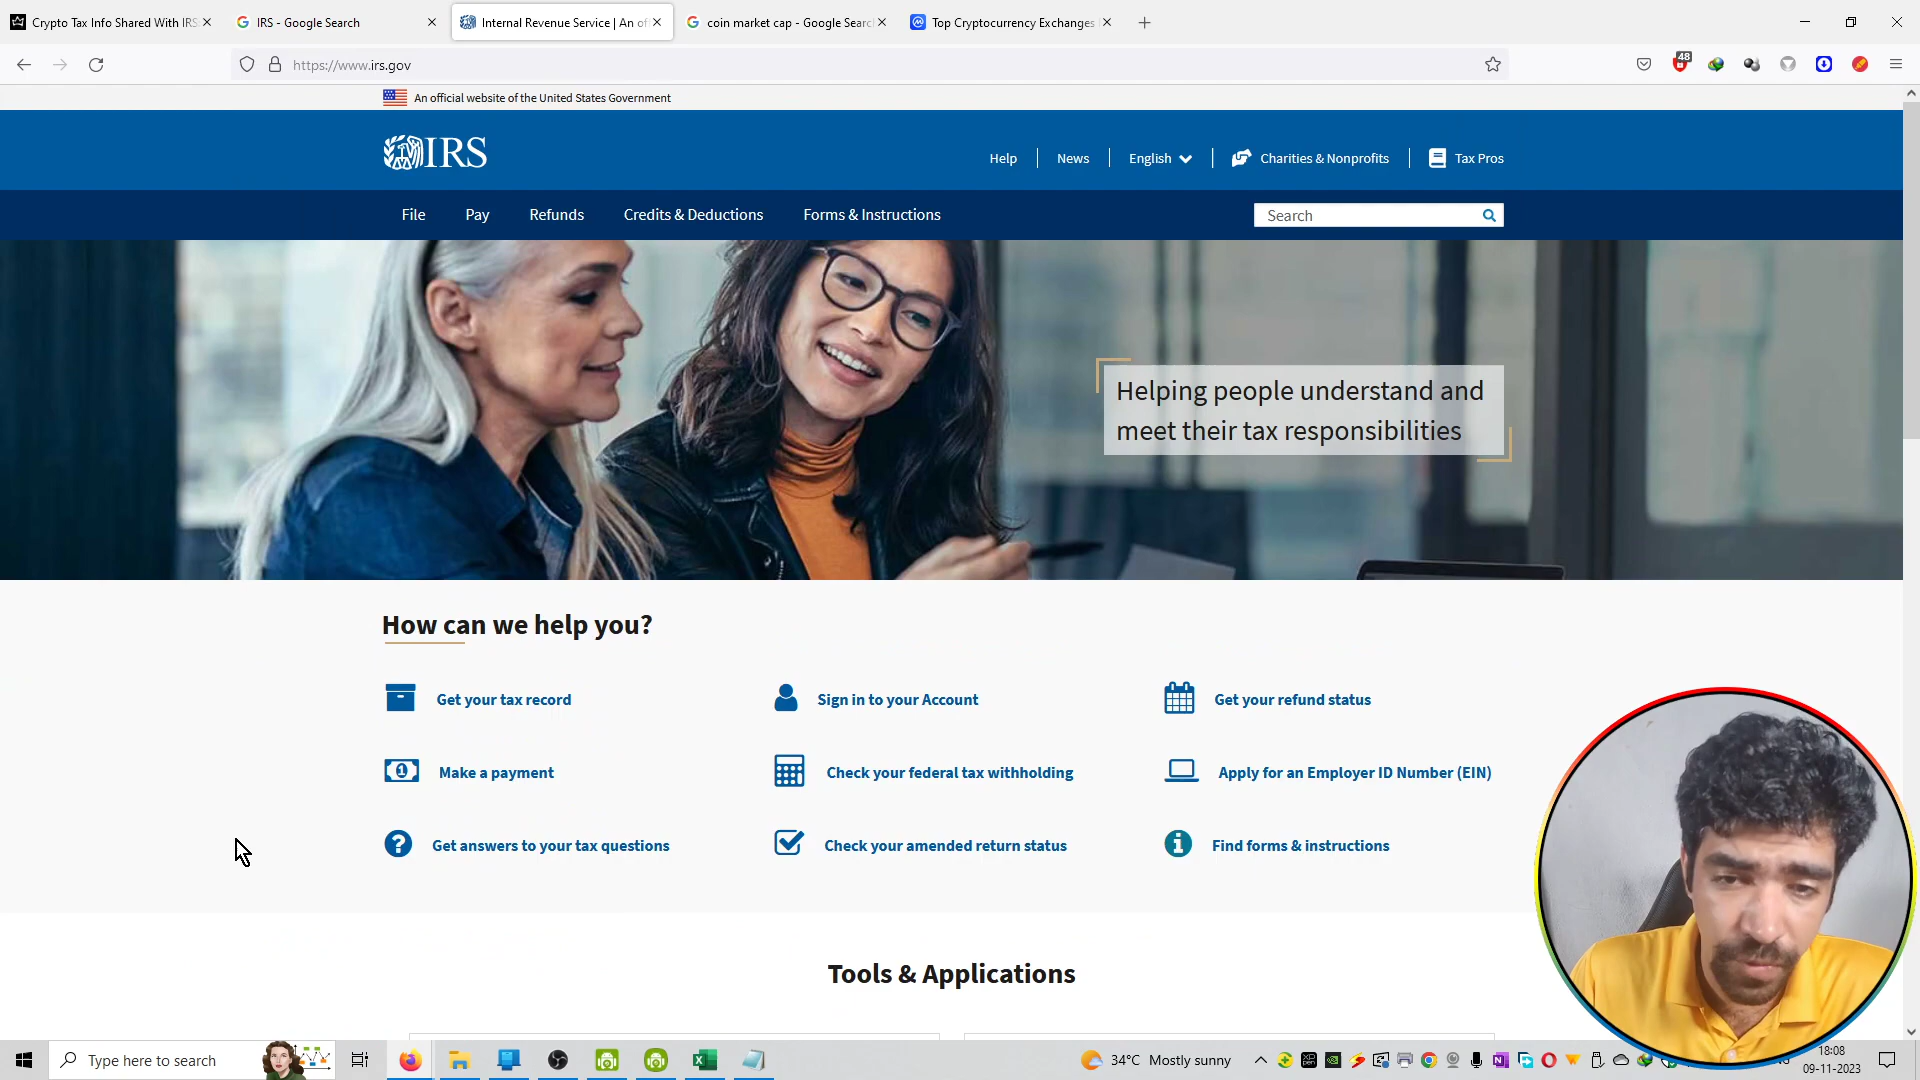 Crypto Tax Info Shared With IRS
IRS - Google Search
Internal Revenue Service | An of
coin market cap - Google Searc
Top Cryptocurrency Exchanges
https://www.irs.gov
48
An official website of the United States Government
IRS
Help
News
English
Charities & Nonprofits
Tax Pros
File
Pay
Refunds
Credits & Deductions
Forms & Instructions
Search
Helping people understand and
meet their tax responsibilities
How can we help you?
Get your tax record
Sign in to your Account
Get your refund status
Make a payment
Check your federal tax withholding
Apply for an Employer ID Number (EIN)
Get answers to your tax questions
Check your amended return status
Find forms & instructions
Tools & Applications
Type here to search
34°C Mostly sunny
18:08
09-11-2023